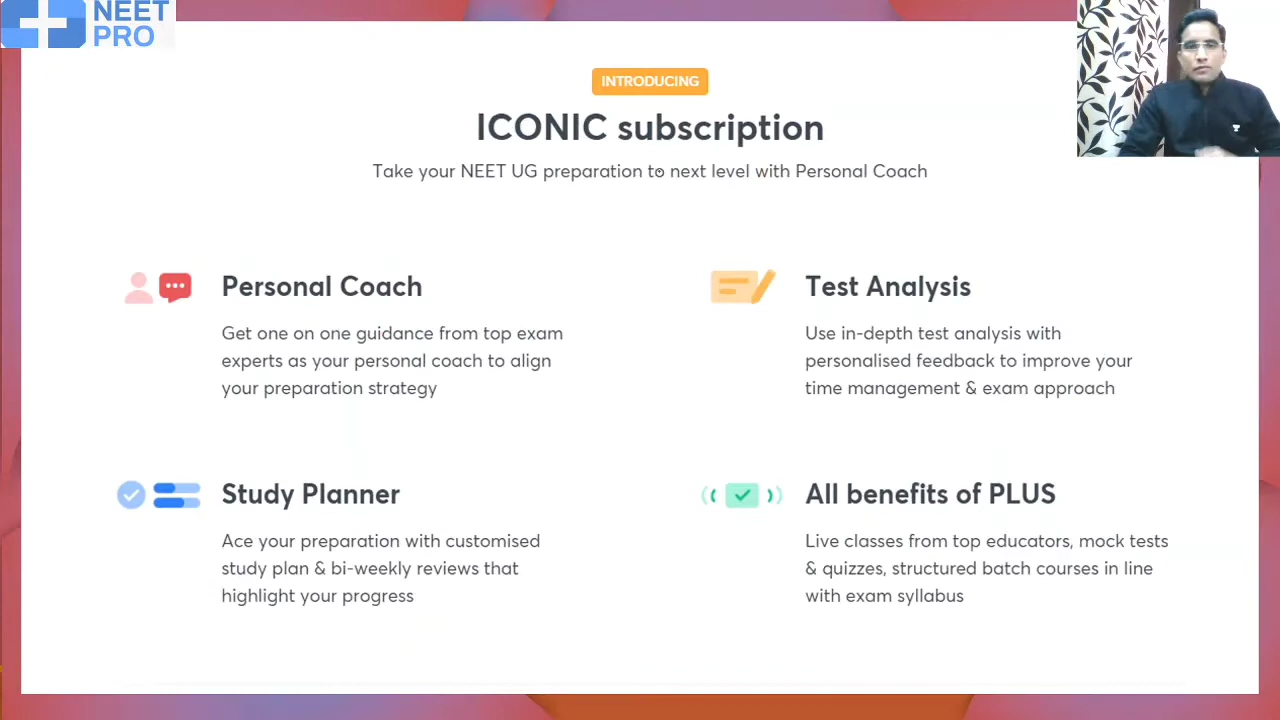 NEET
PRO
INTRODUCING
ICONIC subscription
Take your NEET UG preparation to next level with Personal Coach
Personal Coach
Get one on one guidance from top exam
experts as your personal coach to align
your preparation strategy
Test Analysis
Use in-depth test analysis with
personalised feedback to improve your
time management & exam approach
Study Planner
Ace your preparation with customised
study plan & bi-weekly reviews that
highlight your progress
All benefits of PLUS
Live classes from top educators, mock tests
& quizzes, structured batch courses in line
with exam syllabus